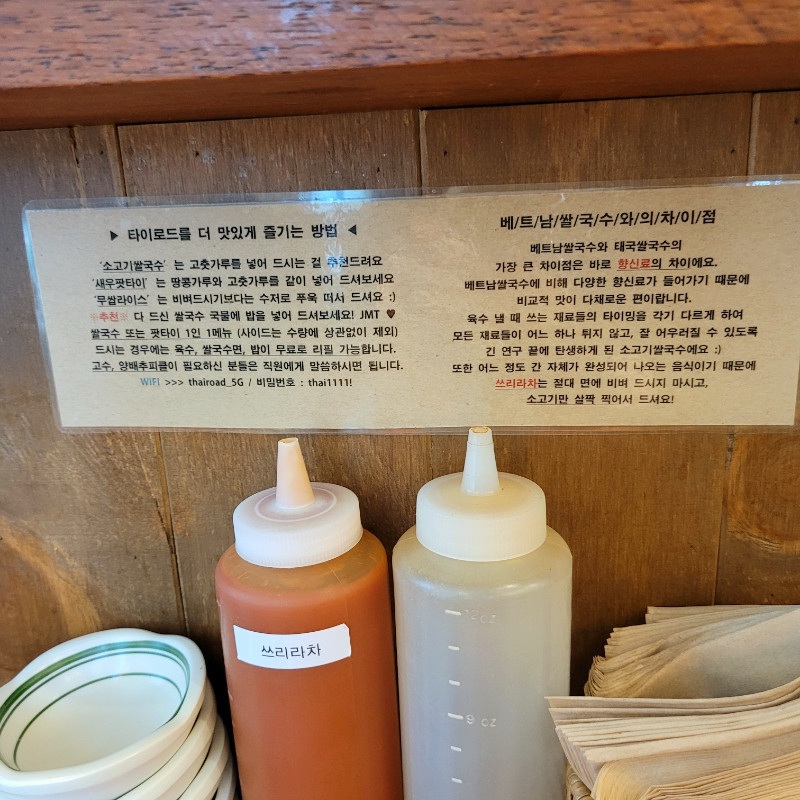 ▶ 타이로드를 더 맛있게 즐기는 방법 ◀
'소고기쌀국수' 는 고춧가루를 넣어 드시는 걸 추천드려요
'새우팟타이' 는 땅콩가루와 고춧가루를 같이 넣어 드셔보세요
'무쌀라이스' 는 비벼드시기보다는 수저로 푸욱 떠서 드셔요 :)
추천 다 드신 쌀국수 국물에 밥을 넣어 드셔보세요! JMT ♥
쌀국수 또는 팟타이 1인 1메뉴 (사이드는 수량에 상관없이 제외)
드시는 경우에는 육수, 쌀국수면, 밥이 무료로 리필 가능합니다.
고수, 양배추피클이 필요하신 분들은 직원에게 말씀하시면 됩니다.
WIFI >>> thairoad_5G / 비밀번호 : thai1111!
베/트/남/쌀/국/수/와/의/차/이/점
베트남쌀국수와 태국쌀국수의
가장 큰 차이점은 바로 향신료의 차이에요.
베트남쌀국수에 비해 다양한 향신료가 들어가기 때문에
비교적 맛이 다채로운 편이랍니다.
육수 낼 때 쓰는 재료들의 타이밍을 각기 다르게 하여
모든 재료들이 어느 하나 튀지 않고, 잘 어우러질 수 있도록
긴 연구 끝에 탄생하게 된 소고기쌀국수에요 :)
또한 어느 정도 간 자체가 완성되어 나오는 음식이기 때문에
쓰리라차는 절대 면에 비벼 드시지 마시고,
소고기만 살짝 찍어서 드셔요!
쓰리라차
12oz
9 oz